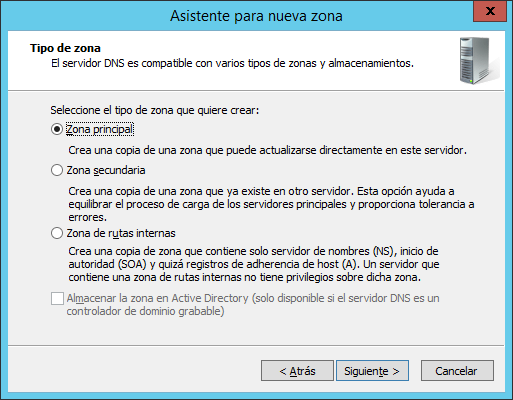 Asistente para nueva zona
x
Tipo de zona
El servidor DNS es compatible con varios tipos de zonas y almacenamientos.
Seleccione el tipo de zona que quiere crear:
Zona principal
Crea una copia de una zona que puede actualizarse directamente en este servidor.
Zona secundaria
Crea una copia de una zona que ya existe en otro servidor. Esta opción ayuda a
equilibrar el proceso de carga de los servidores principales y proporciona tolerancia a
errores.
Zona de rutas internas
Crea una copia de zona que contiene solo servidor de nombres (NS), inicio de
autoridad (SOA) y quizá registros de adherencia de host (A). Un servidor que
contiene una zona de rutas internas no tiene privilegios sobre dicha zona.
Almacenar la zona en Active Directory (solo disponible si el servidor DNS es un
controlador de dominio grabable)
< Atrás Siguiente > Cancelar